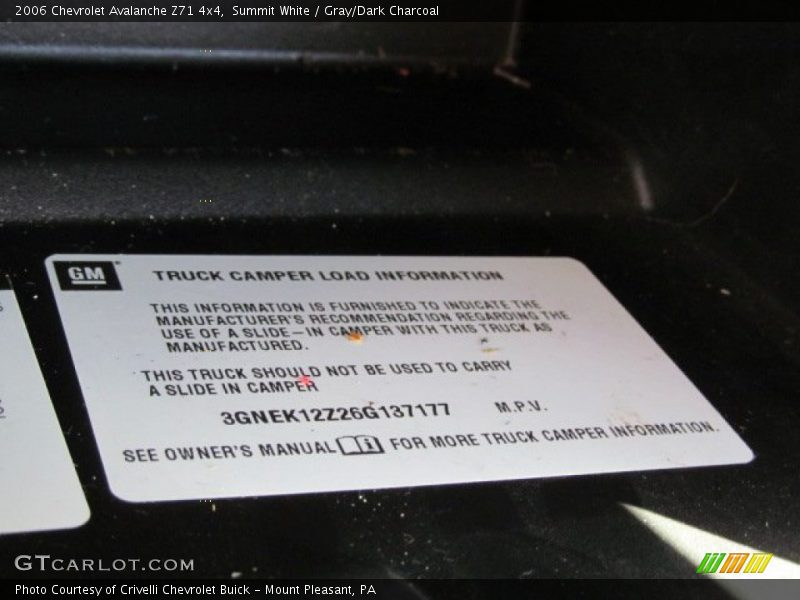 2006 Chevrolet Avalanche Z71 4x4, Summit White / Gray/Dark Charcoal
GM
TRUCK CAMPER LOAD INFORMATION
THIS INFORMATION IS FURNISHED TO INDICATE THE
MANUFACTURER'S RECOMMENDATION REGARDING THE
USE OF A SLIDE-IN CAMPER WITH THIS TRUCK AS
MANUFACTURED.
THIS TRUCK SHOULD NOT BE USED TO CARRY
A SLIDE IN CAMPER
3GNEK12Z26G137177 M.P.V.
SEE OWNER'S MANUAL FOR MORE TRUCK CAMPER INFORMATION.
GTCARLOT.COM
Photo Courtesy of Crivelli Chevrolet Buick - Mount Pleasant, PA